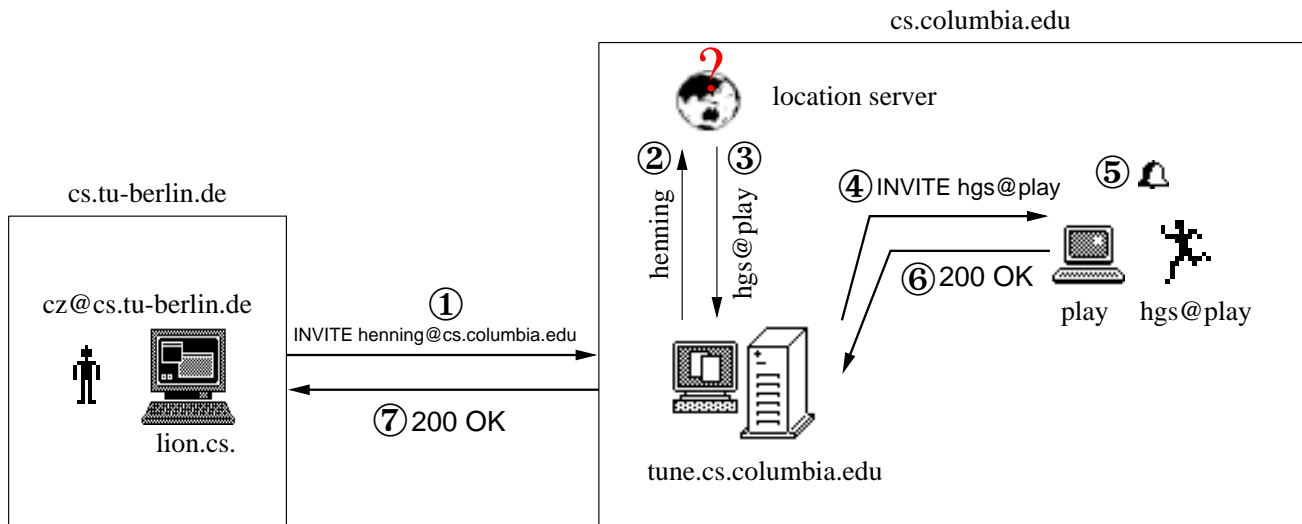 cs.columbia.edu
?
location server
② ③
henning
hgs@play
④ INVITE hgs@play
⑤
⑥ 200 OK
play
hgs@play
cs.tu-berlin.de
cz@cs.tu-berlin.de
①
INVITE henning@cs.columbia.edu
⑦ 200 OK
lion.cs.
tune.cs.columbia.edu